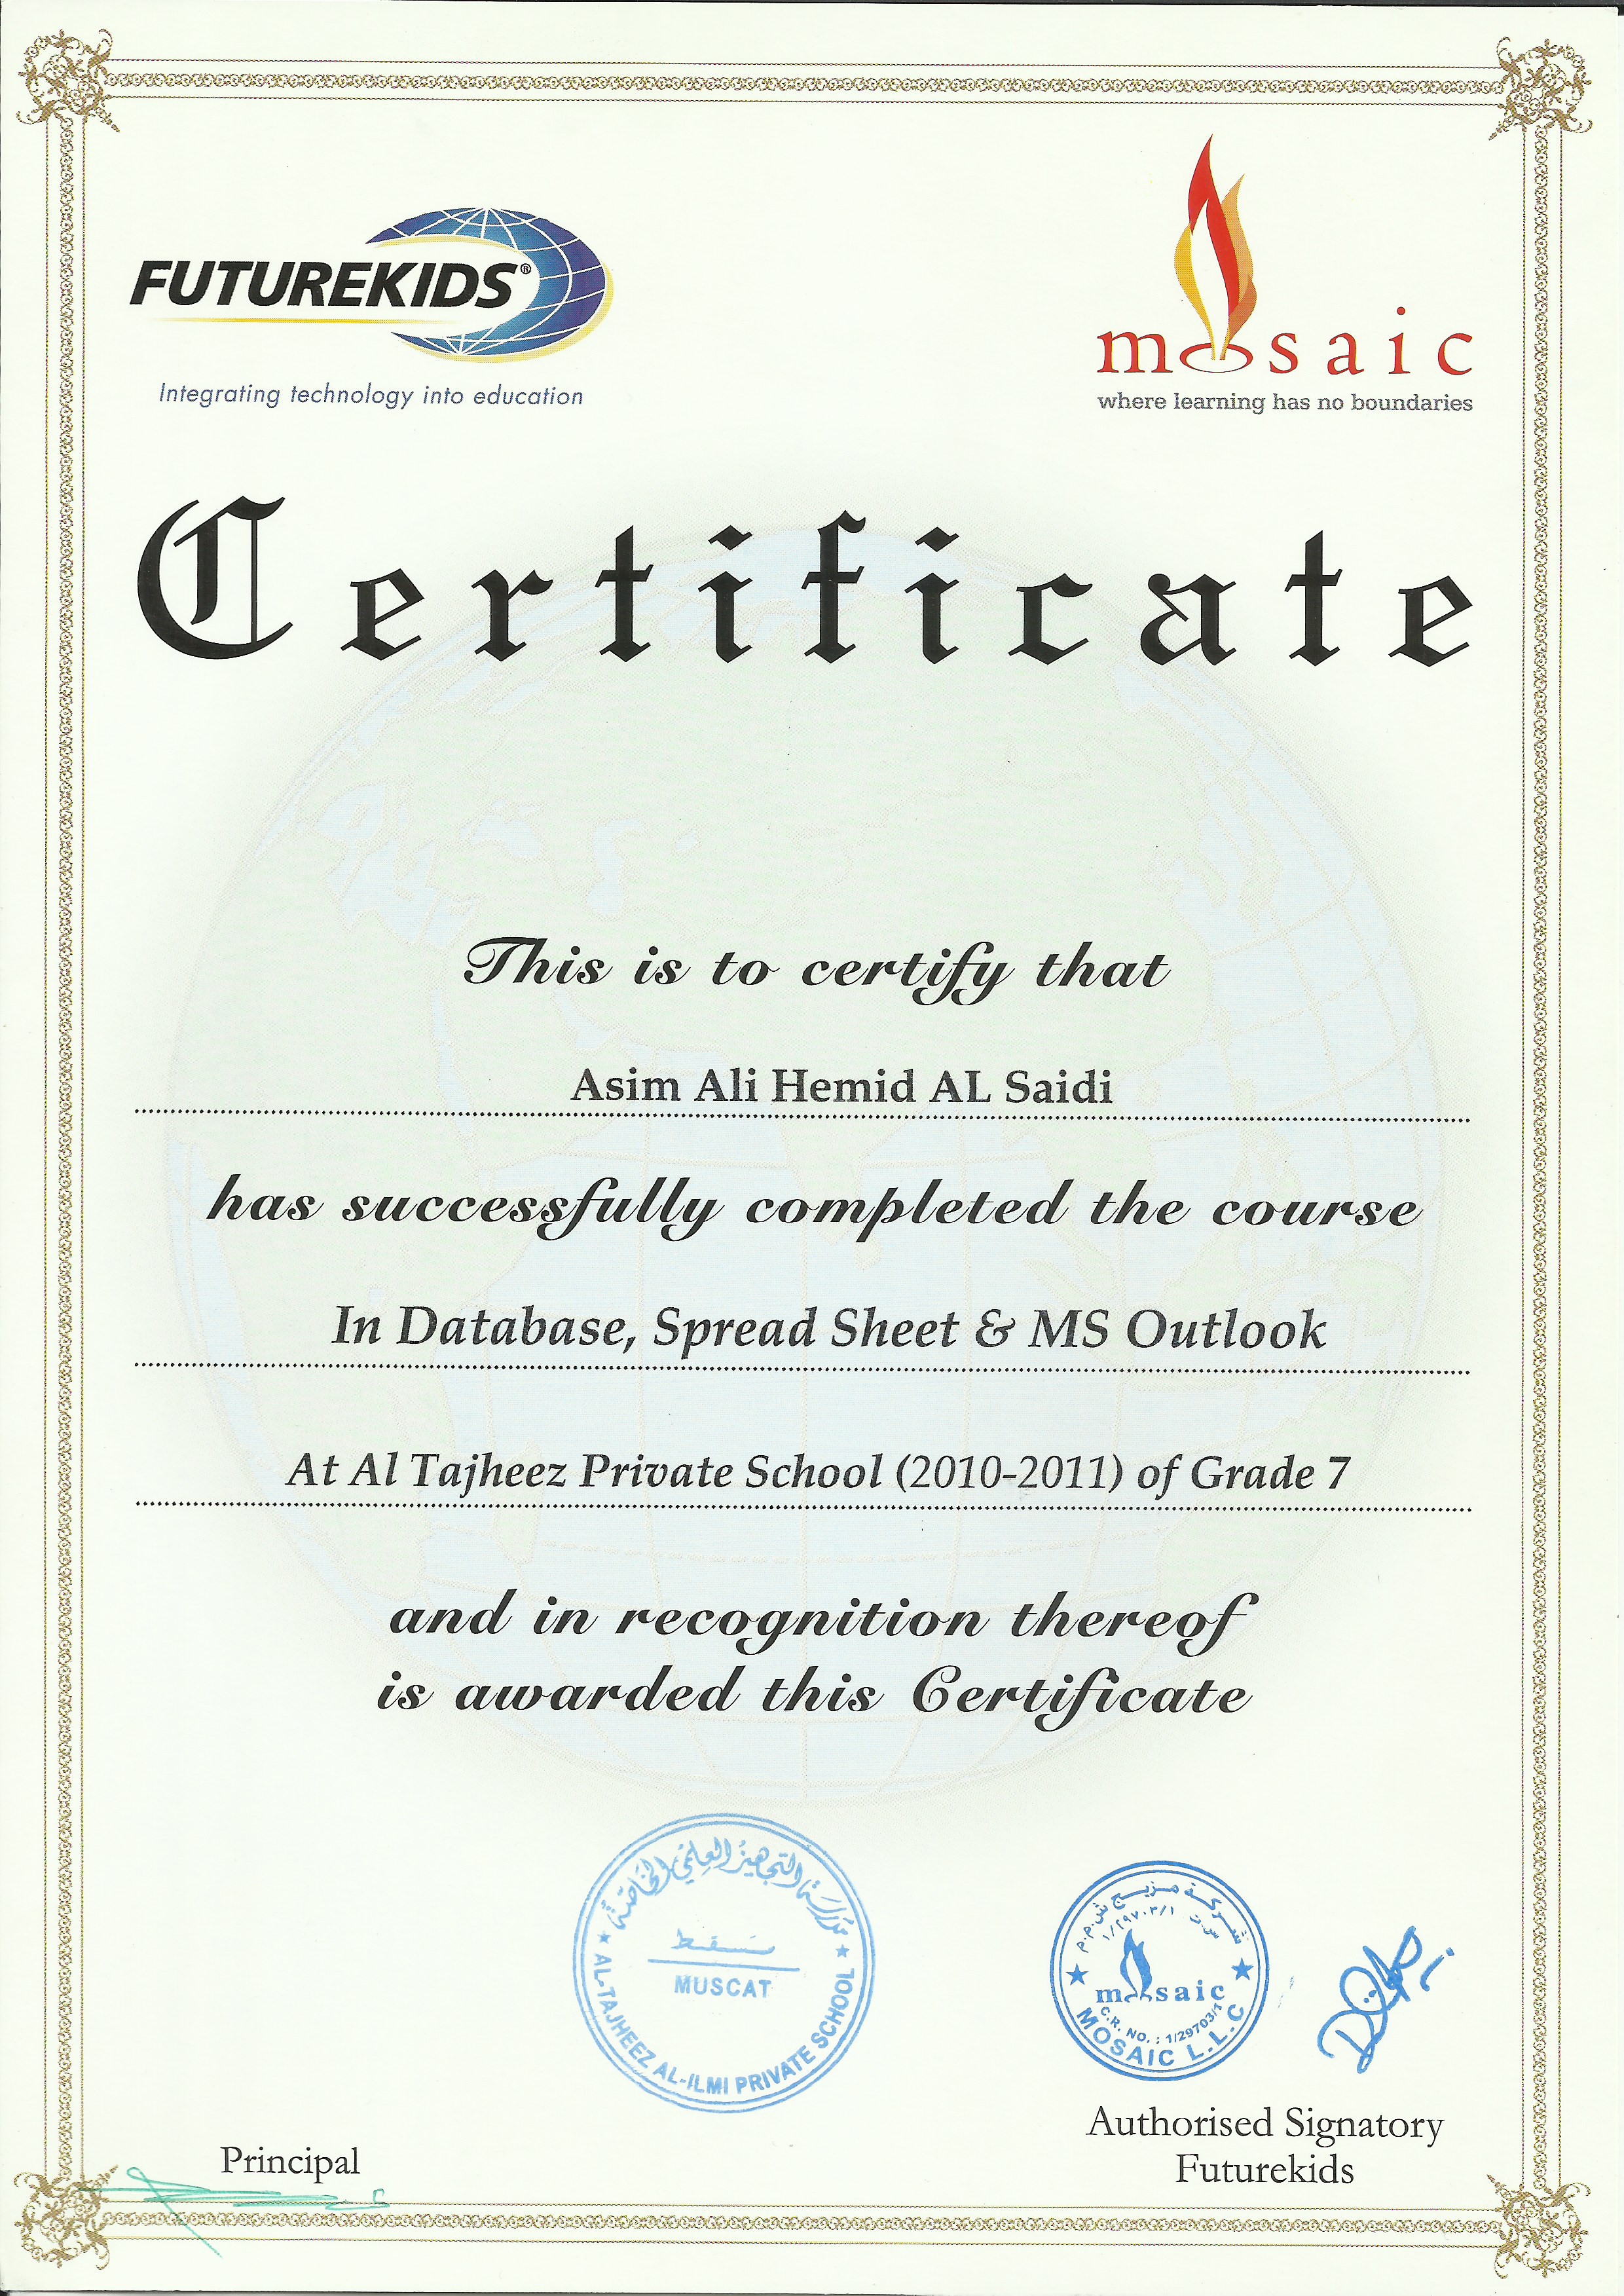 FUTUREKIDS®
Integrating technology into education
mosaic
where learning has no boundaries
Certificate
This is to certify that
Asim Ali Hemid AL Saidi
has successfully completed the course
In Database, Spread Sheet & MS Outlook
At Al Tajheez Private School (2010-2011) of Grade 7
and in recognition thereof
is awarded this Certificate
مدرسة التجهيز العلمي الخاصة
مسقط
MUSCAT
AL-TAJHEEZ AL-ILMI PRIVATE SCHOOL
شركة مزيج ش.م.م
س.ت ١/٢٩٧٠٣/١
mosaic
C.R. NO. : 1/29703/1
MOSAIC L.L.C
Principal
Authorised Signatory
Futurekids